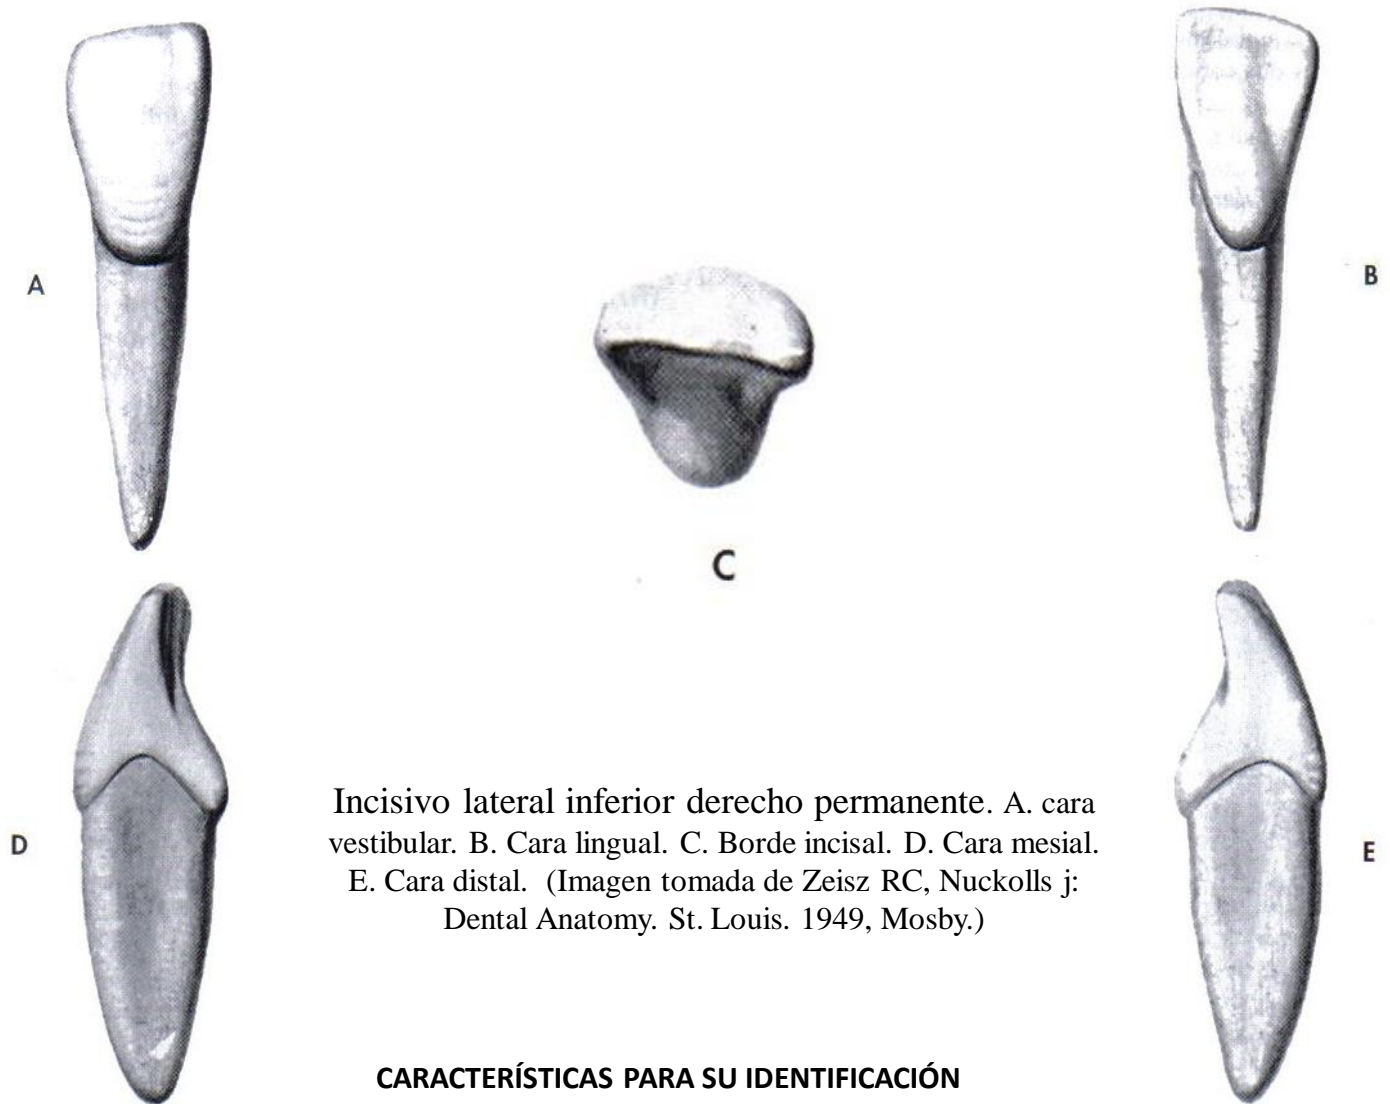 A
B
C
D
Incisivo lateral inferior derecho permanente. A. cara
vestibular. B. Cara lingual. C. Borde incisal. D. Cara mesial.
E. Cara distal. (Imagen tomada de Zeisz RC, Nuckolls j:
Dental Anatomy. St. Louis. 1949, Mosby.)
E
CARACTERÍSTICAS PARA SU IDENTIFICACIÓN